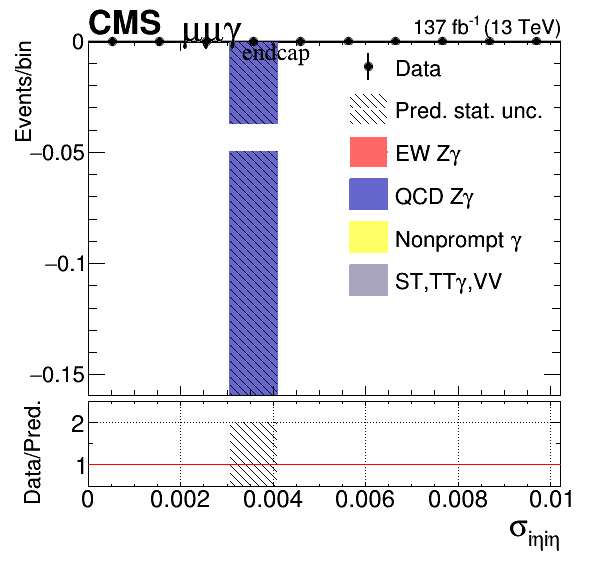 CMS μμγ endcap 137 fb-1 (13 TeV)
Events/bin
0
−0.05
−0.1
−0.15
Data
Pred. stat. unc.
EW Zγ
QCD Zγ
Nonprompt γ
ST,TTγ,VV
Data/Pred.
2
1
0 0.002 0.004 0.006 0.008 0.01
σiηiη